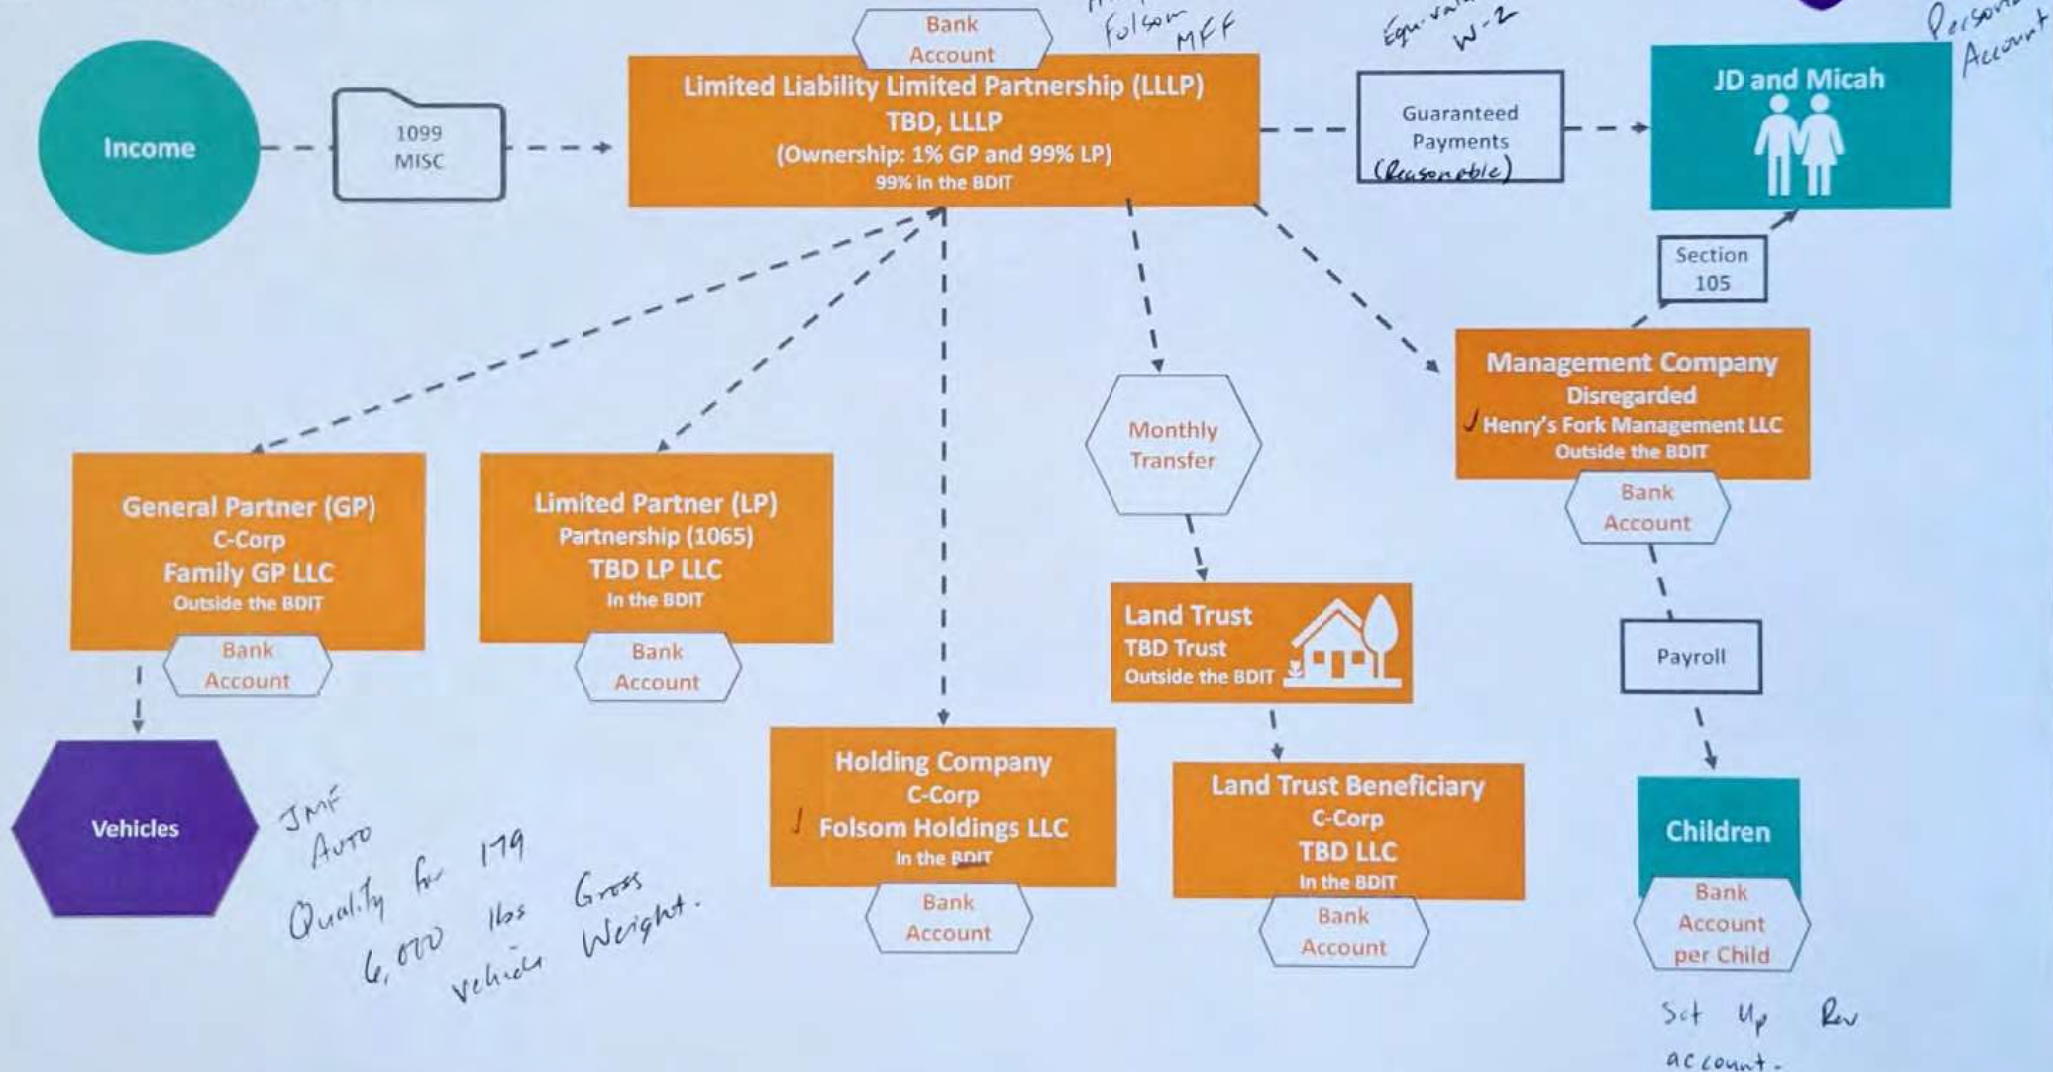 Bank
Account
Folsom
MFF
W-2
Personal
Account
Income
1099
MISC
Limited Liability Limited Partnership (LLLP)
TBD, LLLP
(Ownership: 1% GP and 99% LP)
99% in the BDIT
Guaranteed
Payments
(Reasonable)
JD and Micah
Section
105
Management Company
Disregarded
Henry's Fork Management LLC
Outside the BDIT
Bank
Account
Monthly
Transfer
General Partner (GP)
C-Corp
Family GP LLC
Outside the BDIT
Bank
Account
Limited Partner (LP)
Partnership (1065)
TBD LP LLC
In the BDIT
Bank
Account
Land Trust
TBD Trust
Outside the BDIT
Payroll
Vehicles
JMF
Auto
Qualify for 179
6,000 lbs Gross
vehicle Weight.
Holding Company
C-Corp
Folsom Holdings LLC
In the BDIT
Bank
Account
Land Trust Beneficiary
C-Corp
TBD LLC
In the BDIT
Bank
Account
Children
Bank
Account
per Child
Set Up Rev
account.